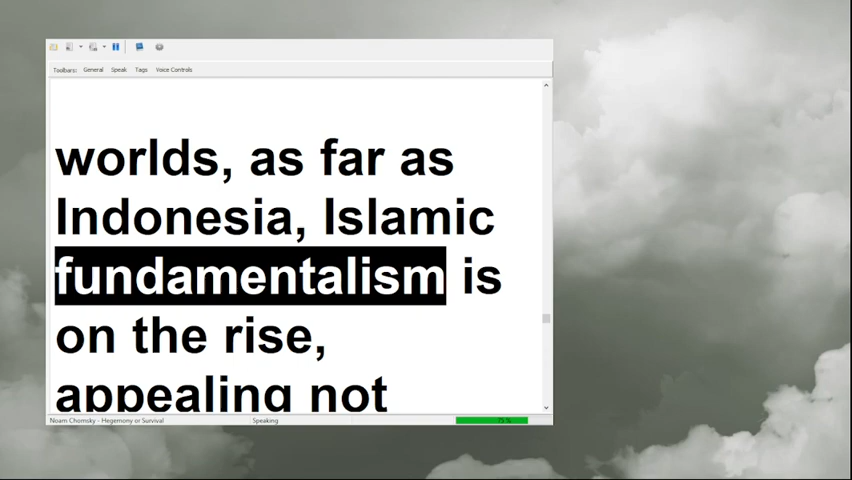 Toolbars: General Speak Tags Voice Controls
worlds, as far as
Indonesia, Islamic
fundamentalism is
on the rise,
appealing not
Noam Chomsky - Hegemony or Survival Speaking 75 %